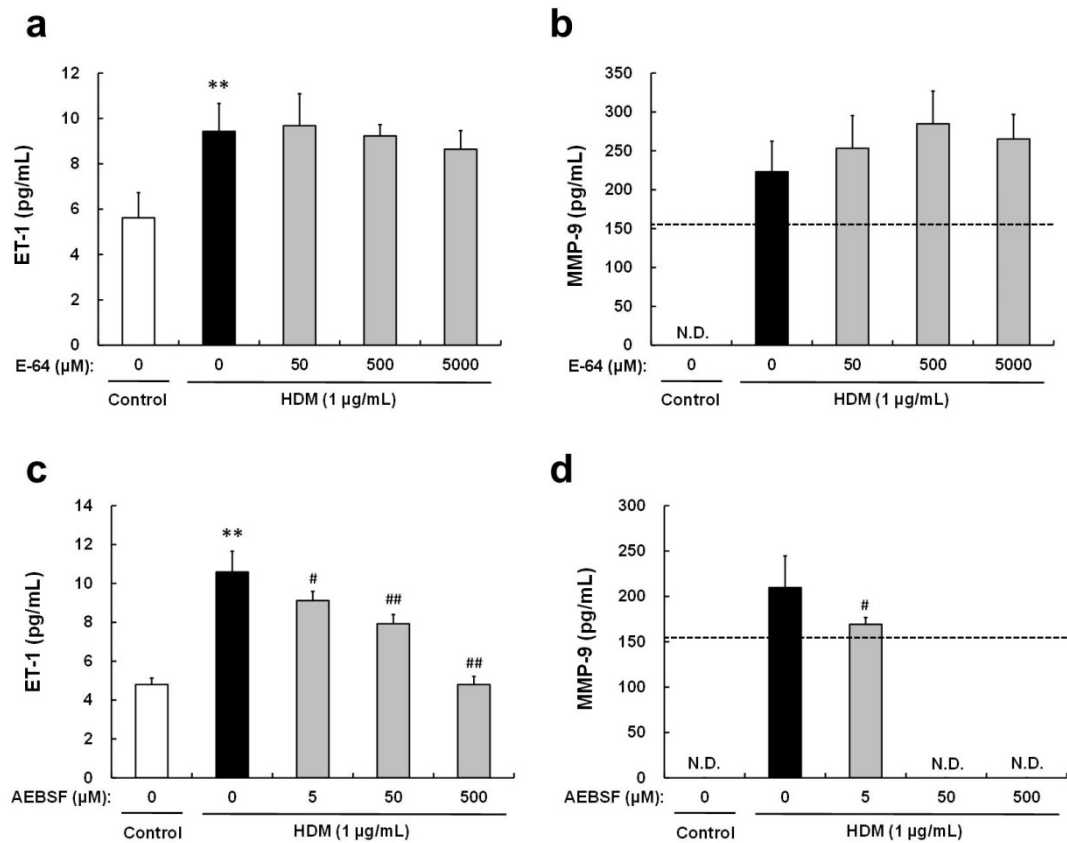 a
ET-1 (pg/mL)
12
10
8
6
4
2
0
**
E-64 (µM): 0 0 50 500 5000
Control HDM (1 µg/mL)
b
MMP-9 (pg/mL)
350
300
250
200
150
100
50
0
N.D.
E-64 (µM): 0 0 50 500 5000
Control HDM (1 µg/mL)
c
ET-1 (pg/mL)
14
12
10
8
6
4
2
0
** # ## ##
AEBSF (µM): 0 0 5 50 500
Control HDM (1 µg/mL)
d
MMP-9 (pg/mL)
300
250
200
150
100
50
0
#
N.D. N.D. N.D.
AEBSF (µM): 0 0 5 50 500
Control HDM (1 µg/mL)